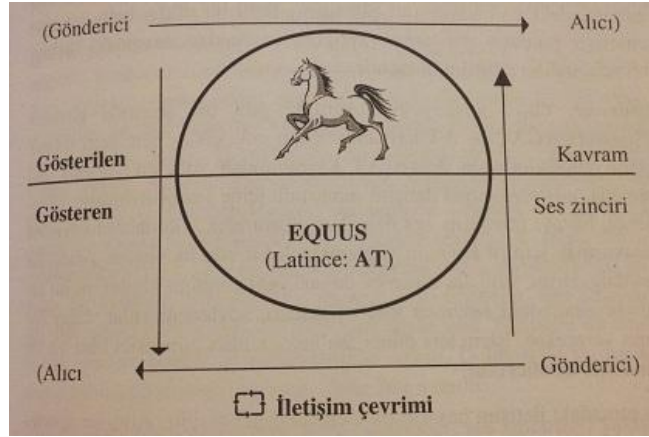 (Gönderici Alıcı)
Gösterilen Kavram
Gösteren Ses zinciri
EQUUS
(Latince: AT)
(Alıcı Gönderici)
İletişim çevrimi